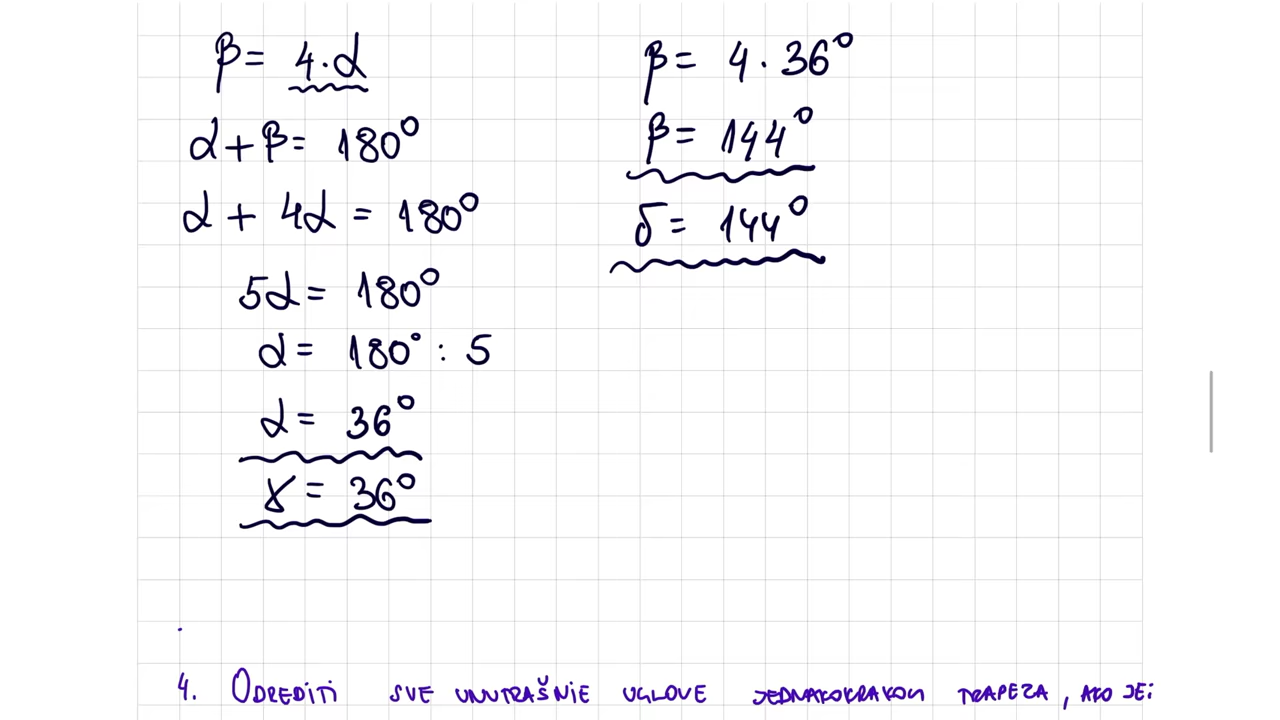 β = 4·α
α + β = 180°
α + 4α = 180°
5α = 180°
α = 180° : 5
α = 36°
γ = 36°
β = 4 · 36°
β = 144°
δ = 144°
4. ODREDITI SVE UNUTRAŠNJE UGLOVE JEDNAKOKRAKOG TRAPEZA, AKO JE: